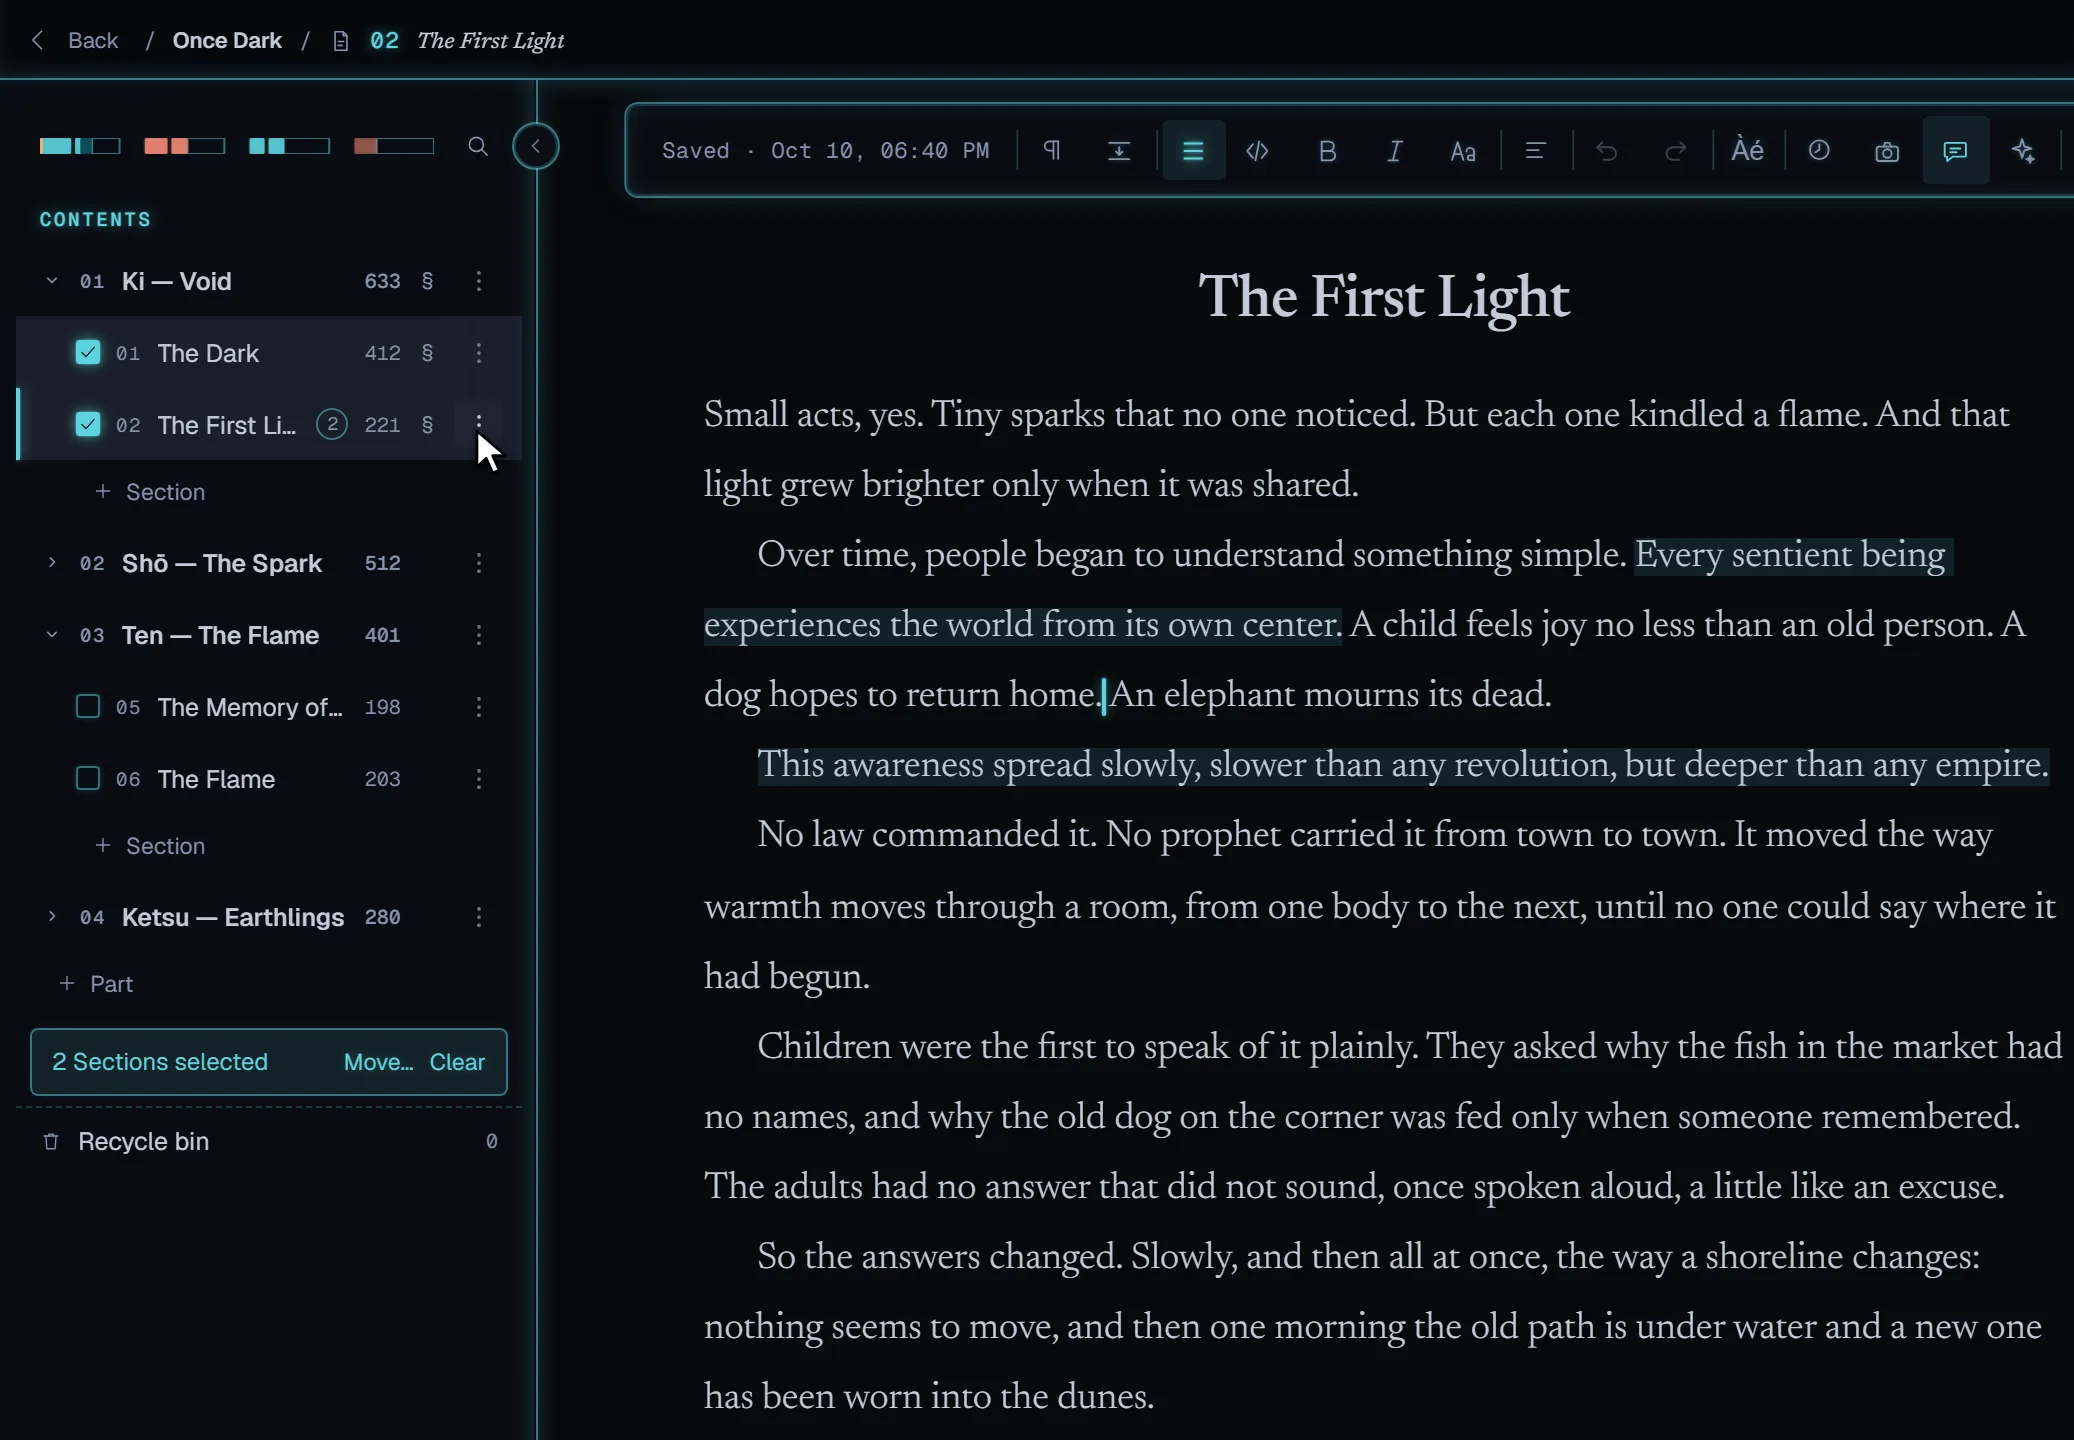 Back / Once Dark / 02 The First Light
CONTENTS
01 Ki — Void 633 §
01 The Dark 412 §
02 The First Li... 2 221 §
+ Section
02 Shō — The Spark 512
03 Ten — The Flame 401
05 The Memory of... 198
06 The Flame 203
+ Section
04 Ketsu — Earthlings 280
+ Part
2 Sections selected Move... Clear
Recycle bin 0
Saved · Oct 10, 06:40 PM ¶ </> B I Aa Àé
The First Light
Small acts, yes. Tiny sparks that no one noticed. But each one kindled a flame. And that
light grew brighter only when it was shared.
Over time, people began to understand something simple. Every sentient being
experiences the world from its own center. A child feels joy no less than an old person. A
dog hopes to return home. An elephant mourns its dead.
This awareness spread slowly, slower than any revolution, but deeper than any empire.
No law commanded it. No prophet carried it from town to town. It moved the way
warmth moves through a room, from one body to the next, until no one could say where it
had begun.
Children were the first to speak of it plainly. They asked why the fish in the market had
no names, and why the old dog on the corner was fed only when someone remembered.
The adults had no answer that did not sound, once spoken aloud, a little like an excuse.
So the answers changed. Slowly, and then all at once, the way a shoreline changes:
nothing seems to move, and then one morning the old path is under water and a new one
has been worn into the dunes.